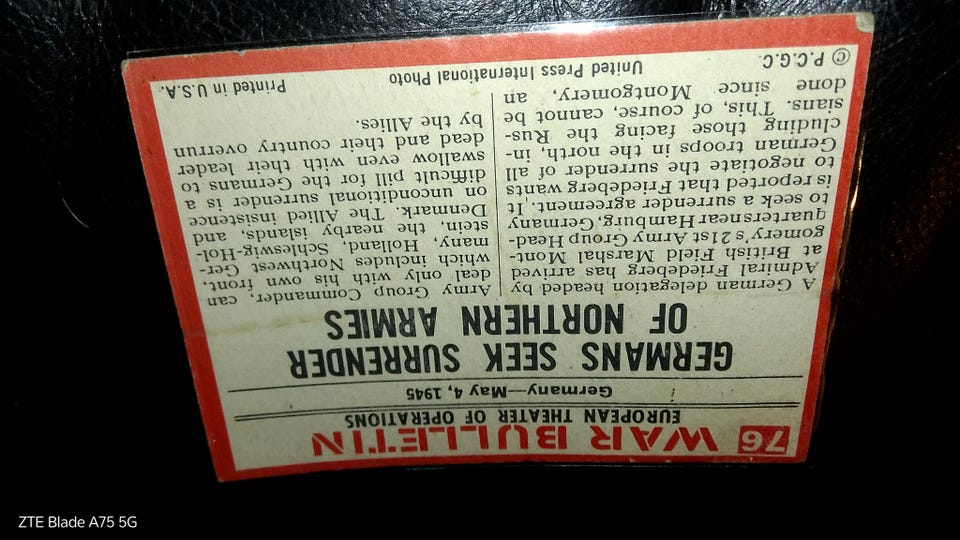 76 WAR BULLETIN
EUROPEAN THEATER OF OPERATIONS
Germany—May 4, 1945
GERMANS SEEK SURRENDER
OF NORTHERN ARMIES
A German delegation headed by
Admiral Friedeberg has arrived
at British Field Marshal Mont-
gomery's 21st Army Group Head-
quarters near Hamburg, Germany
to seek a surrender agreement. It
is reported that Friedeberg wants
to negotiate the surrender of all
German troops in the north, in-
cluding those facing the Rus-
sians. This, of course, cannot be
done since Montgomery, an
Army Group Commander, can
deal only with his own front,
which includes Northwest Ger-
many, Holland, Schleswig-Hol-
stein, the nearby islands, and
Denmark. The Allied insistence
on unconditional surrender is a
difficult pill for the Germans to
swallow even with their leader
dead and their country overrun
by the Allies.
© P.C.G.C.
United Press International Photo
Printed in U.S.A.
ZTE Blade A75 5G